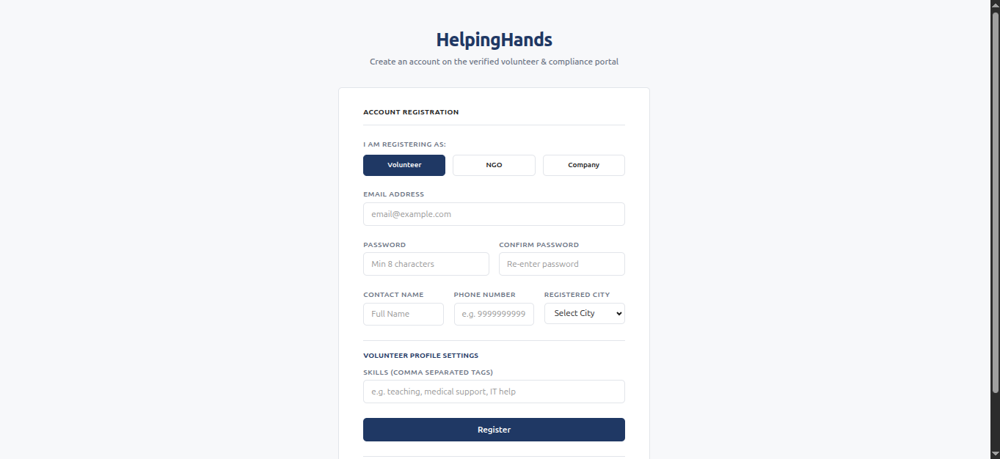 HelpingHands
Create an account on the verified volunteer & compliance portal
ACCOUNT REGISTRATION
I AM REGISTERING AS:
Volunteer NGO Company
EMAIL ADDRESS
email@example.com
PASSWORD CONFIRM PASSWORD
Min 8 characters Re-enter password
CONTACT NAME PHONE NUMBER REGISTERED CITY
Full Name e.g. 9999999999 Select City
VOLUNTEER PROFILE SETTINGS
SKILLS (COMMA SEPARATED TAGS)
e.g. teaching, medical support, IT help
Register